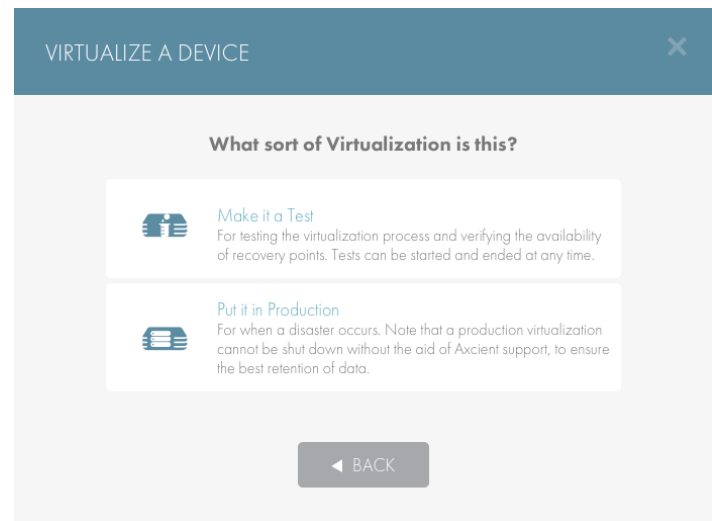 VIRTUALIZE A DEVICE
What sort of Virtualization is this?
Make it a Test
For testing the virtualization process and verifying the availability
of recovery points. Tests can be started and ended at any time.
Put it in Production
For when a disaster occurs. Note that a production virtualization
cannot be shut down without the aid of Axcient support, to ensure
the best retention of data.
BACK